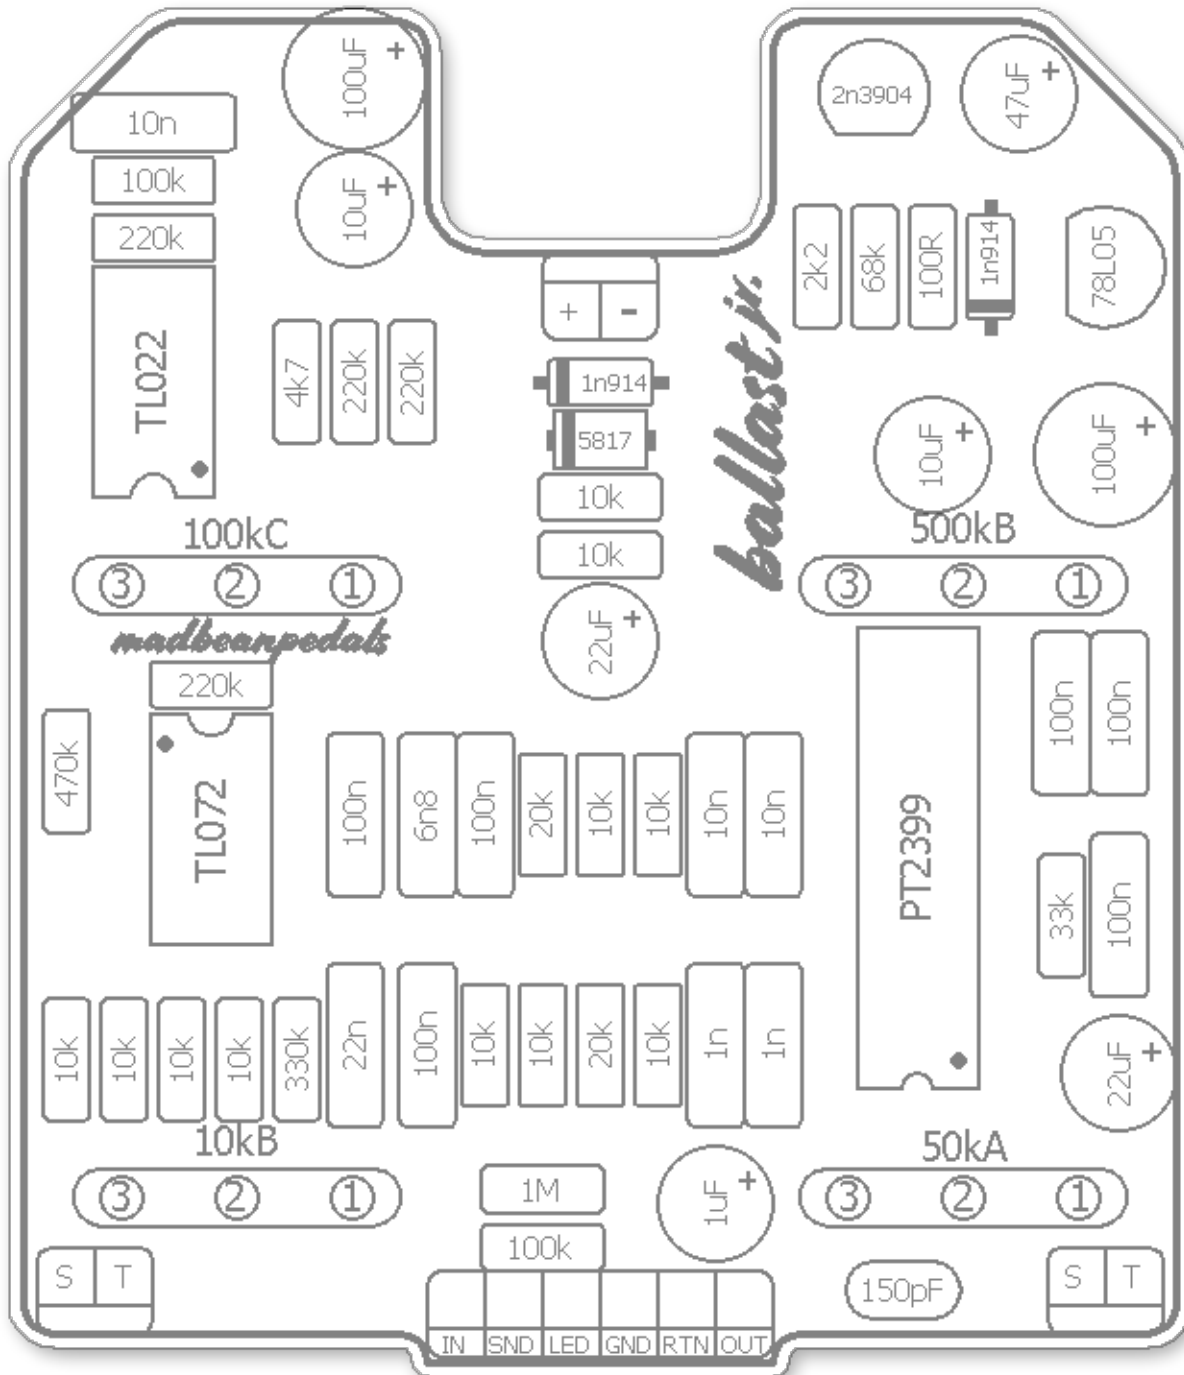 100uF +
2n3904
47uF +
10n
100k
10uF +
220k
2k2
68k
100R
1n914
78L05
+ -
TL022
4k7
220k
220k
1n914
5817
ballast jr.
10uF +
100uF +
10k
10k
100kC
3 2 1
500kB
3 2 1
madbeanpedals
22uF +
220k
470k
TL072
100n
6n8
100n
20k
10k
10k
10n
10n
PT2399
100n
100n
33k
100n
10k
10k
10k
10k
330k
22n
100n
10k
10k
20k
10k
1n
1n
22uF +
10kB
3 2 1
50kA
3 2 1
1M
1uF +
100k
S T
150pF
S T
IN SND LED GND RTN OUT